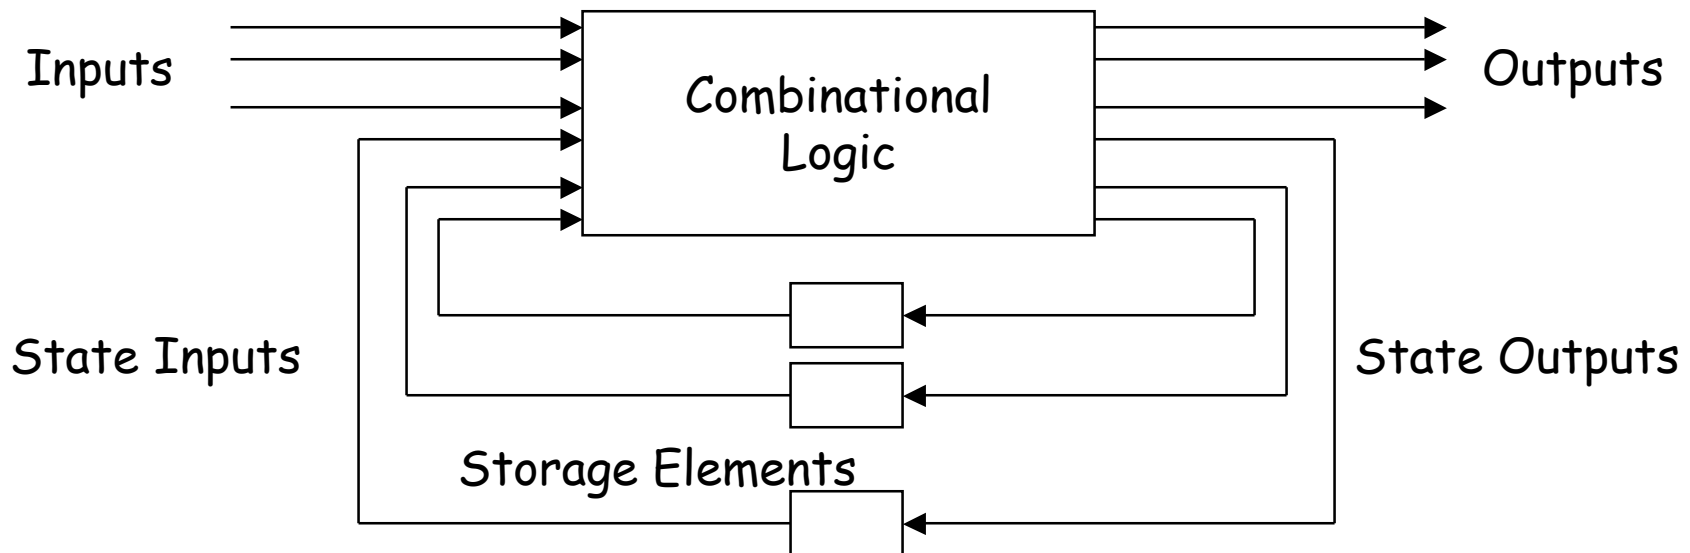 Inputs
Combinational
Logic
Outputs
State Inputs
State Outputs
Storage Elements